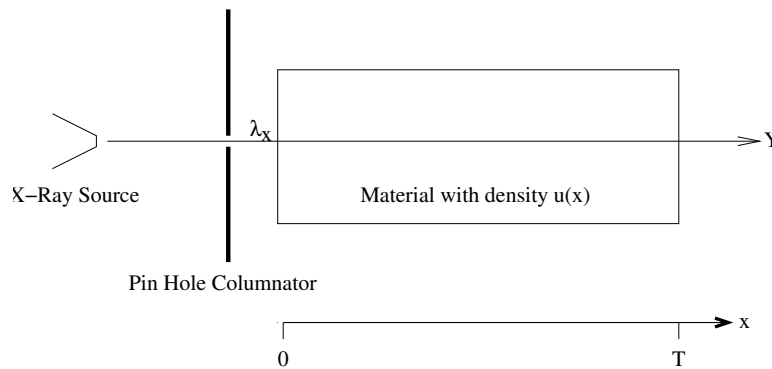 λx
Y
X−Ray Source
Material with density u(x)
Pin Hole Columnator
x
0
T